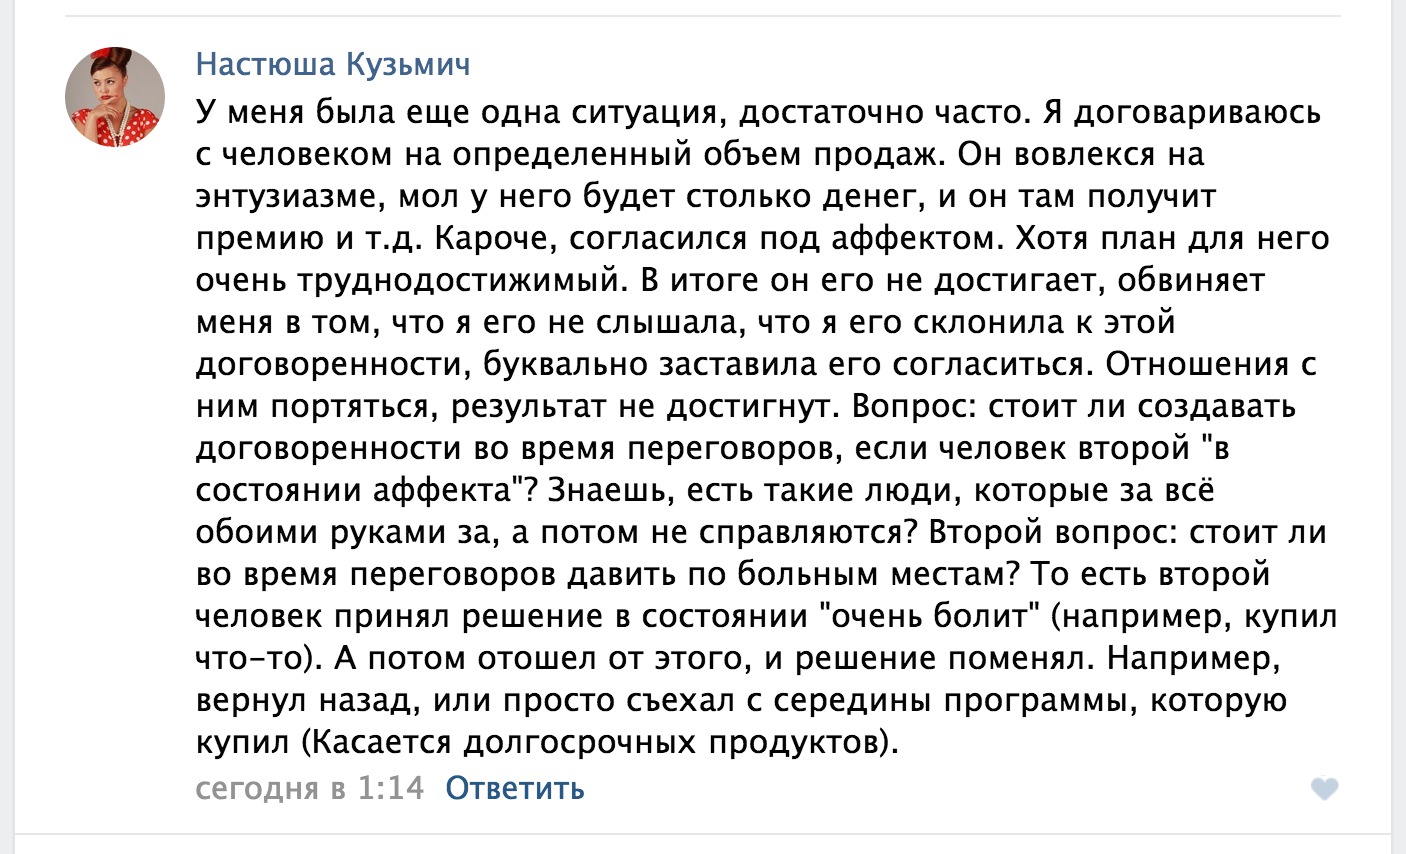 Настюша Кузьмич
У меня была еще одна ситуация, достаточно часто. Я договариваюсь
с человеком на определенный объем продаж. Он вовлекся на
энтузиазме, мол у него будет столько денег, и он там получит
премию и т.д. Кароче, согласился под аффектом. Хотя план для него
очень труднодостижимый. В итоге он его не достигает, обвиняет
меня в том, что я его не слышала, что я его склонила к этой
договоренности, буквально заставила его согласиться. Отношения с
ним портяться, результат не достигнут. Вопрос: стоит ли создавать
договоренности во время переговоров, если человек второй "в
состоянии аффекта"? Знаешь, есть такие люди, которые за всё
обоими руками за, а потом не справляются? Второй вопрос: стоит ли
во время переговоров давить по больным местам? То есть второй
человек принял решение в состоянии "очень болит" (например, купил
что-то). А потом отошел от этого, и решение поменял. Например,
вернул назад, или просто съехал с середины программы, которую
купил (Касается долгосрочных продуктов).
сегодня в 1:14 Ответить